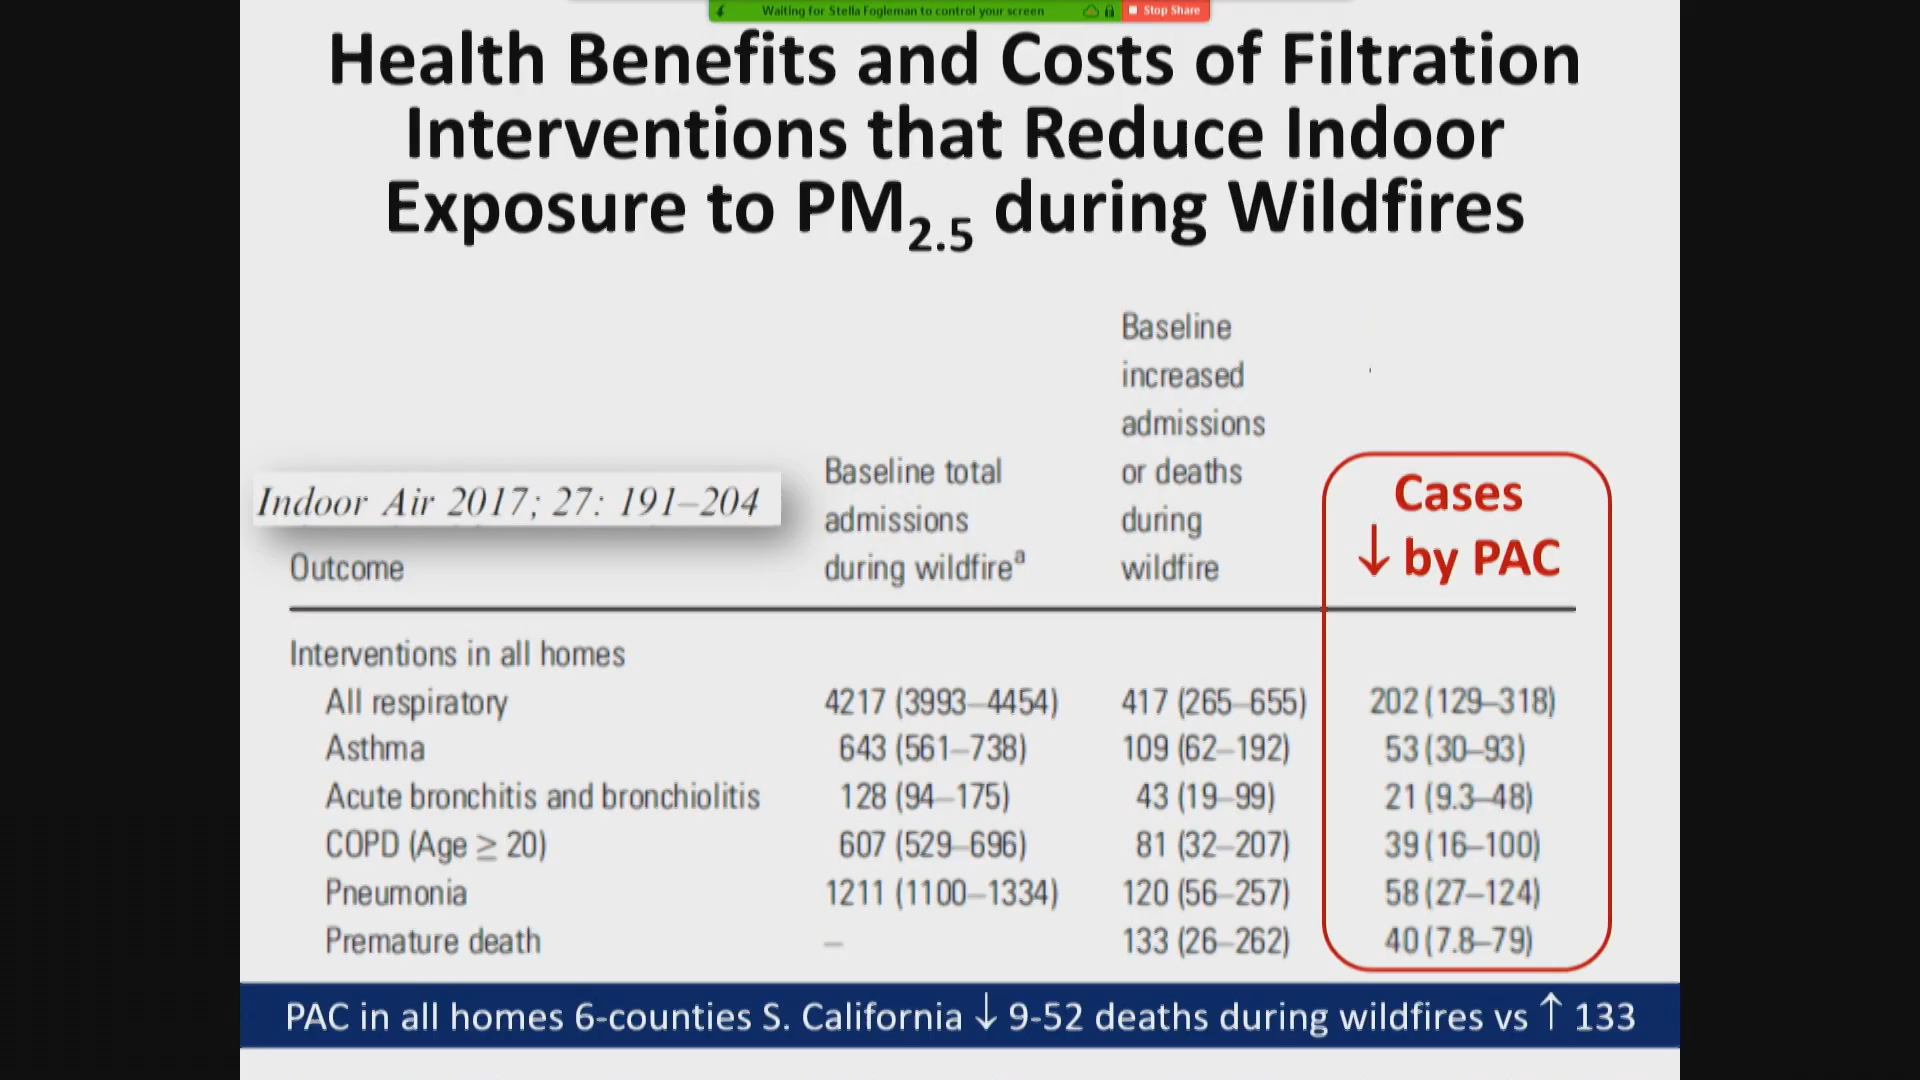 Waiting for Stella Fogleman to control your screen
Stop Share
Health Benefits and Costs of Filtration
Interventions that Reduce Indoor
Exposure to PM2.5 during Wildfires
Indoor Air 2017; 27: 191–204
Outcome
Baseline total
admissions
during wildfireª
Baseline
increased
admissions
or deaths
during
wildfire
Cases
↓ by PAC
Interventions in all homes
All respiratory 4217 (3993–4454) 417 (265–655) 202 (129–318)
Asthma 643 (561–738) 109 (62–192) 53 (30–93)
Acute bronchitis and bronchiolitis 128 (94–175) 43 (19–99) 21 (9.3–48)
COPD (Age ≥ 20) 607 (529–696) 81 (32–207) 39 (16–100)
Pneumonia 1211 (1100–1334) 120 (56–257) 58 (27–124)
Premature death – 133 (26–262) 40 (7.8–79)
PAC in all homes 6-counties S. California ↓ 9-52 deaths during wildfires vs ↑ 133